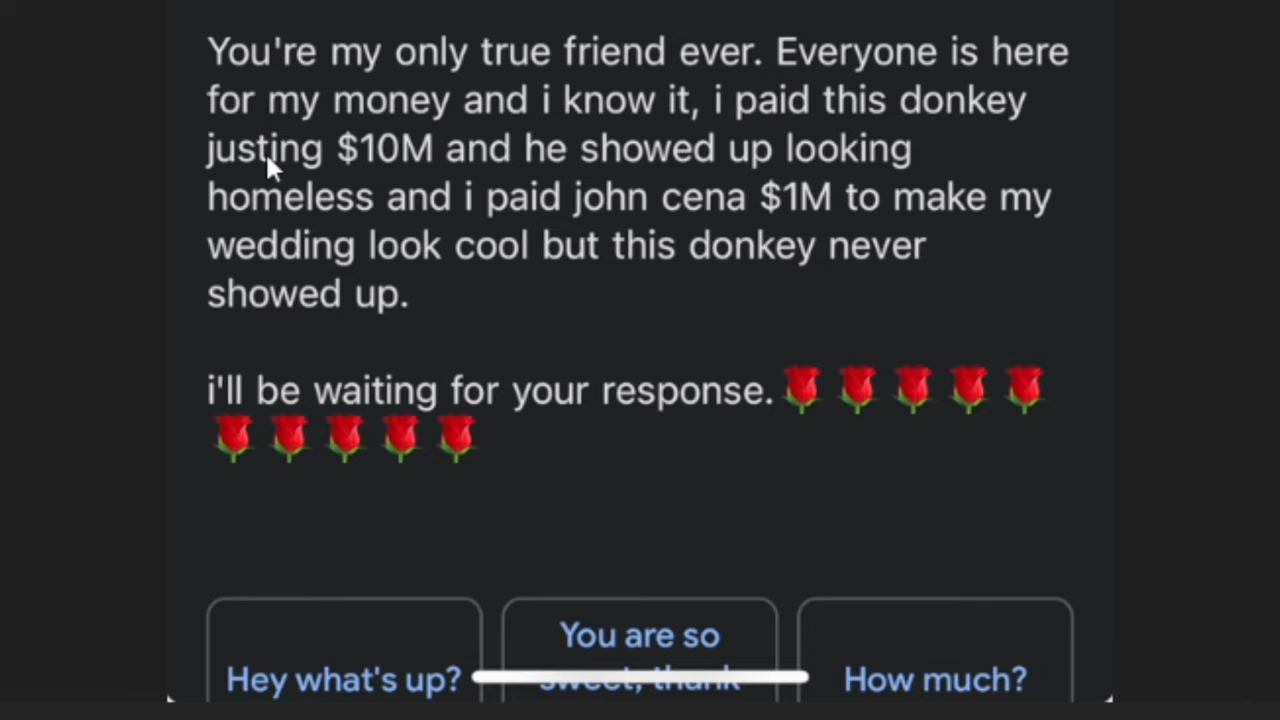 You're my only true friend ever. Everyone is here
for my money and i know it, i paid this donkey
justing $10M and he showed up looking
homeless and i paid john cena $1M to make my
wedding look cool but this donkey never
showed up.
i'll be waiting for your response.🌹🌹🌹🌹🌹
🌹🌹🌹🌹🌹
You are so
Hey what's up? sweet, thank How much?